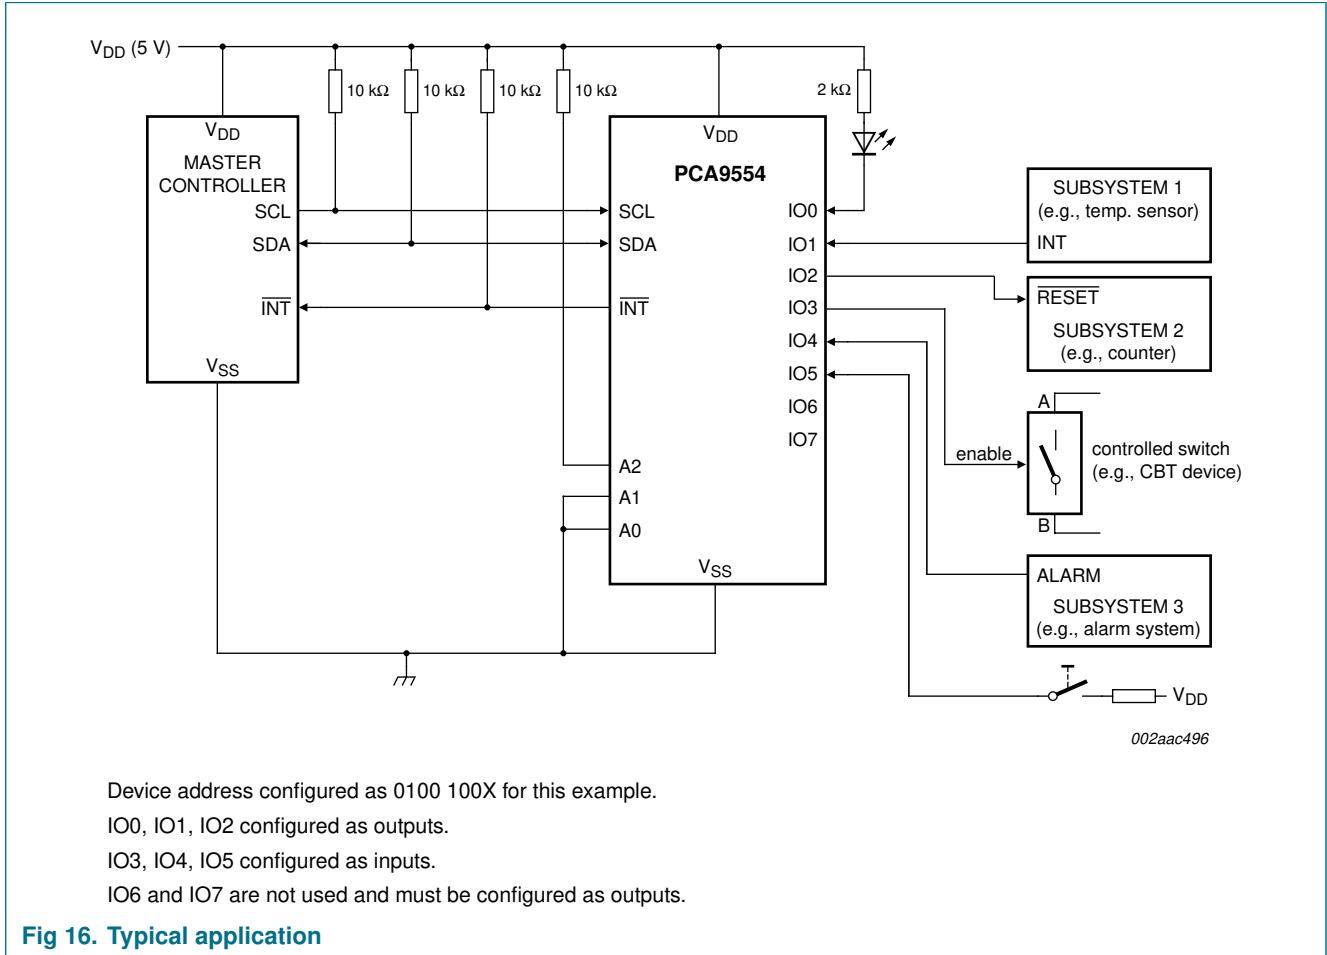 VDD (5 V)
10 kΩ
10 kΩ
10 kΩ
10 kΩ
2 kΩ
VDD
MASTER
CONTROLLER
SCL
SDA
INT
VSS
VDD
PCA9554
SCL
SDA
INT
A2
A1
A0
VSS
IO0
IO1
IO2
IO3
IO4
IO5
IO6
IO7
SUBSYSTEM 1
(e.g., temp. sensor)
INT
RESET
SUBSYSTEM 2
(e.g., counter)
A
enable
B
controlled switch
(e.g., CBT device)
ALARM
SUBSYSTEM 3
(e.g., alarm system)
VDD
002aac496
Device address configured as 0100 100X for this example.
IO0, IO1, IO2 configured as outputs.
IO3, IO4, IO5 configured as inputs.
IO6 and IO7 are not used and must be configured as outputs.
Fig 16. Typical application